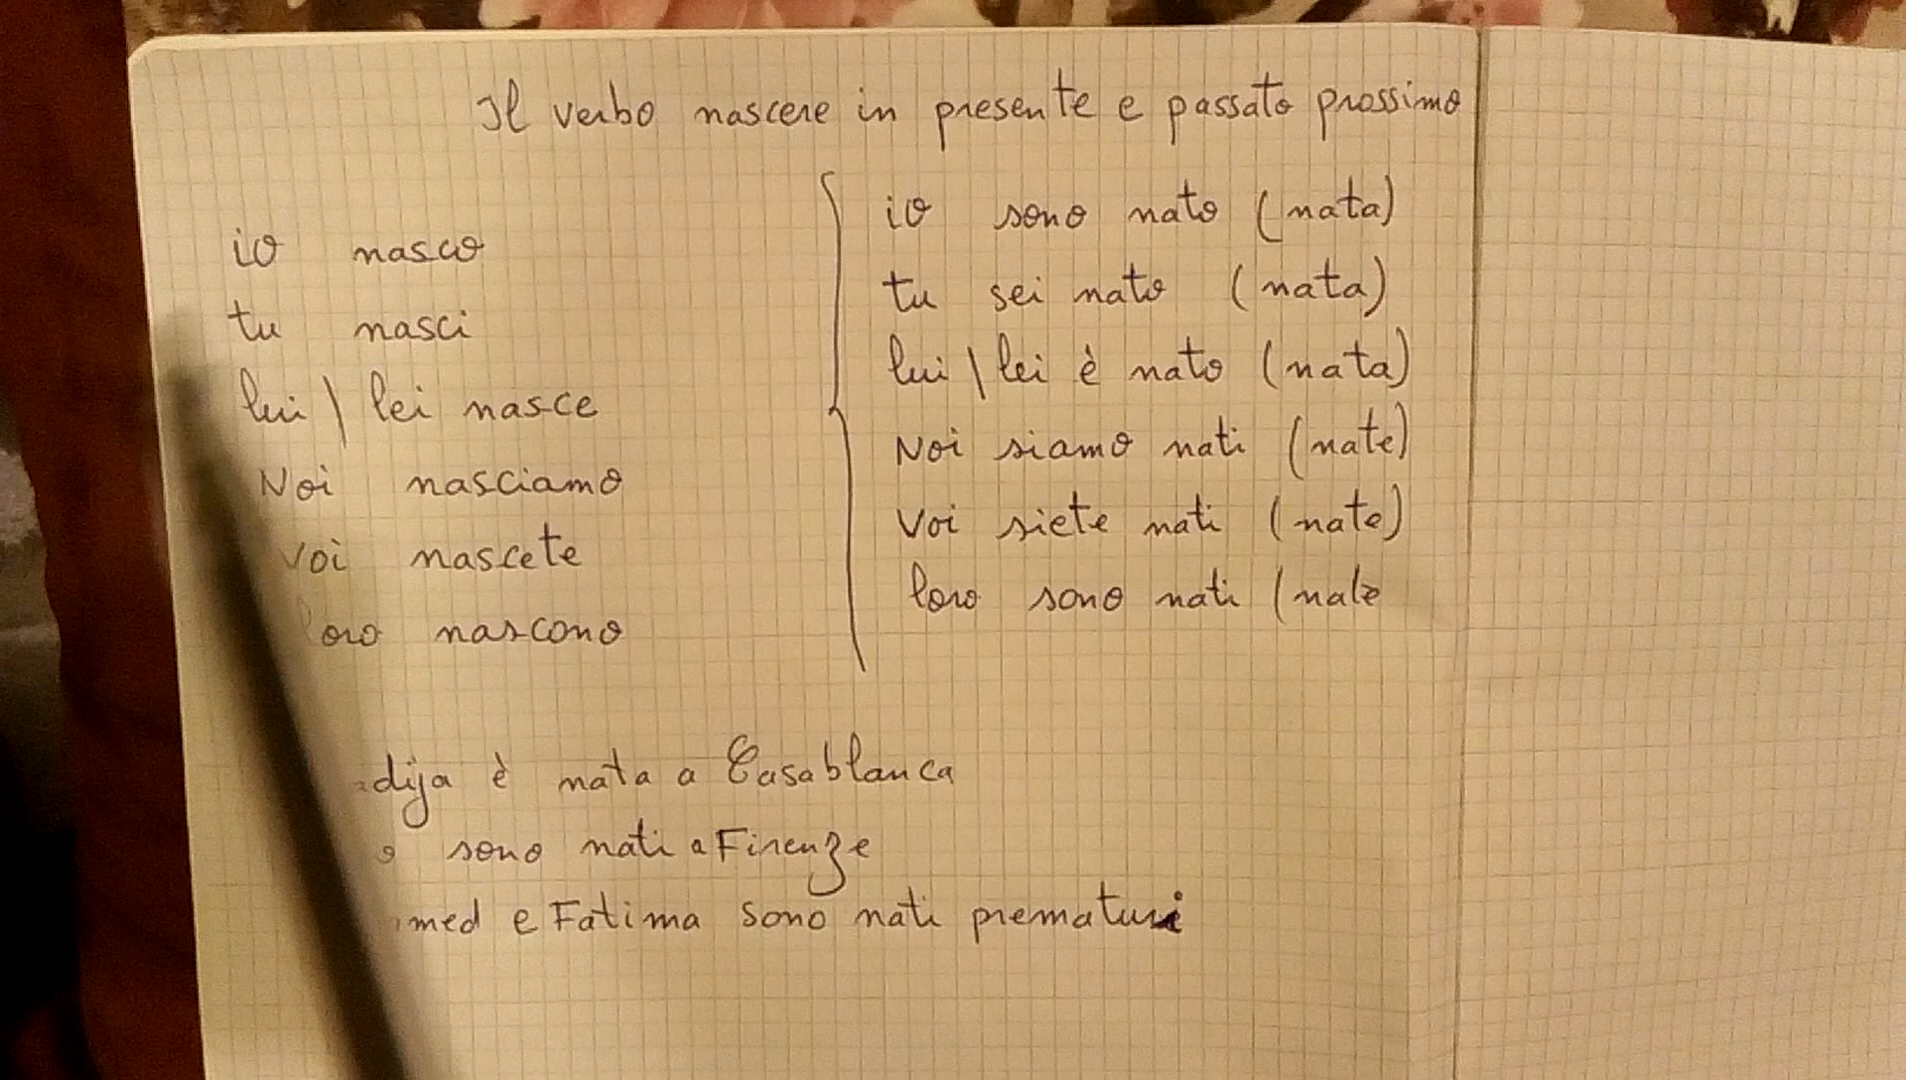 Il verbo nascere in presente e passato prossimo
io nasco
tu nasci
lui \ lei nasce
Noi nasciamo
voi nascete
loro nascono
io sono nato (nata)
tu sei nato (nata)
lui \ lei è nato (nata)
Noi siamo nati (nate)
Voi siete nati (nate)
loro sono nati (nate
dija è nata a Casablanca
sono nati a Firenze
med e Fatima sono nati prematuri